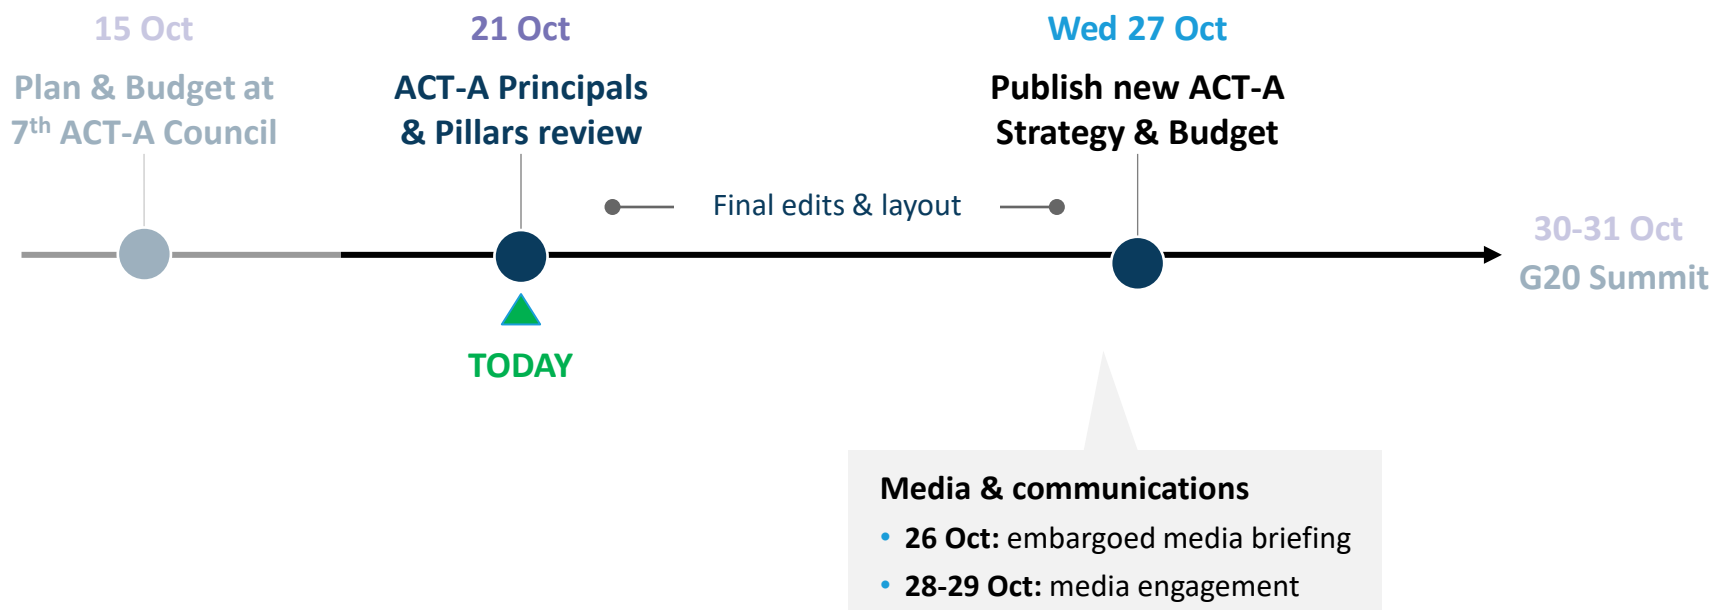 15 Oct
Plan & Budget at
7th ACT-A Council
21 Oct
ACT-A Principals
& Pillars review
Wed 27 Oct
Publish new ACT-A
Strategy & Budget
Final edits & layout
30-31 Oct
G20 Summit
TODAY
Media & communications
• 26 Oct: embargoed media briefing
• 28-29 Oct: media engagement